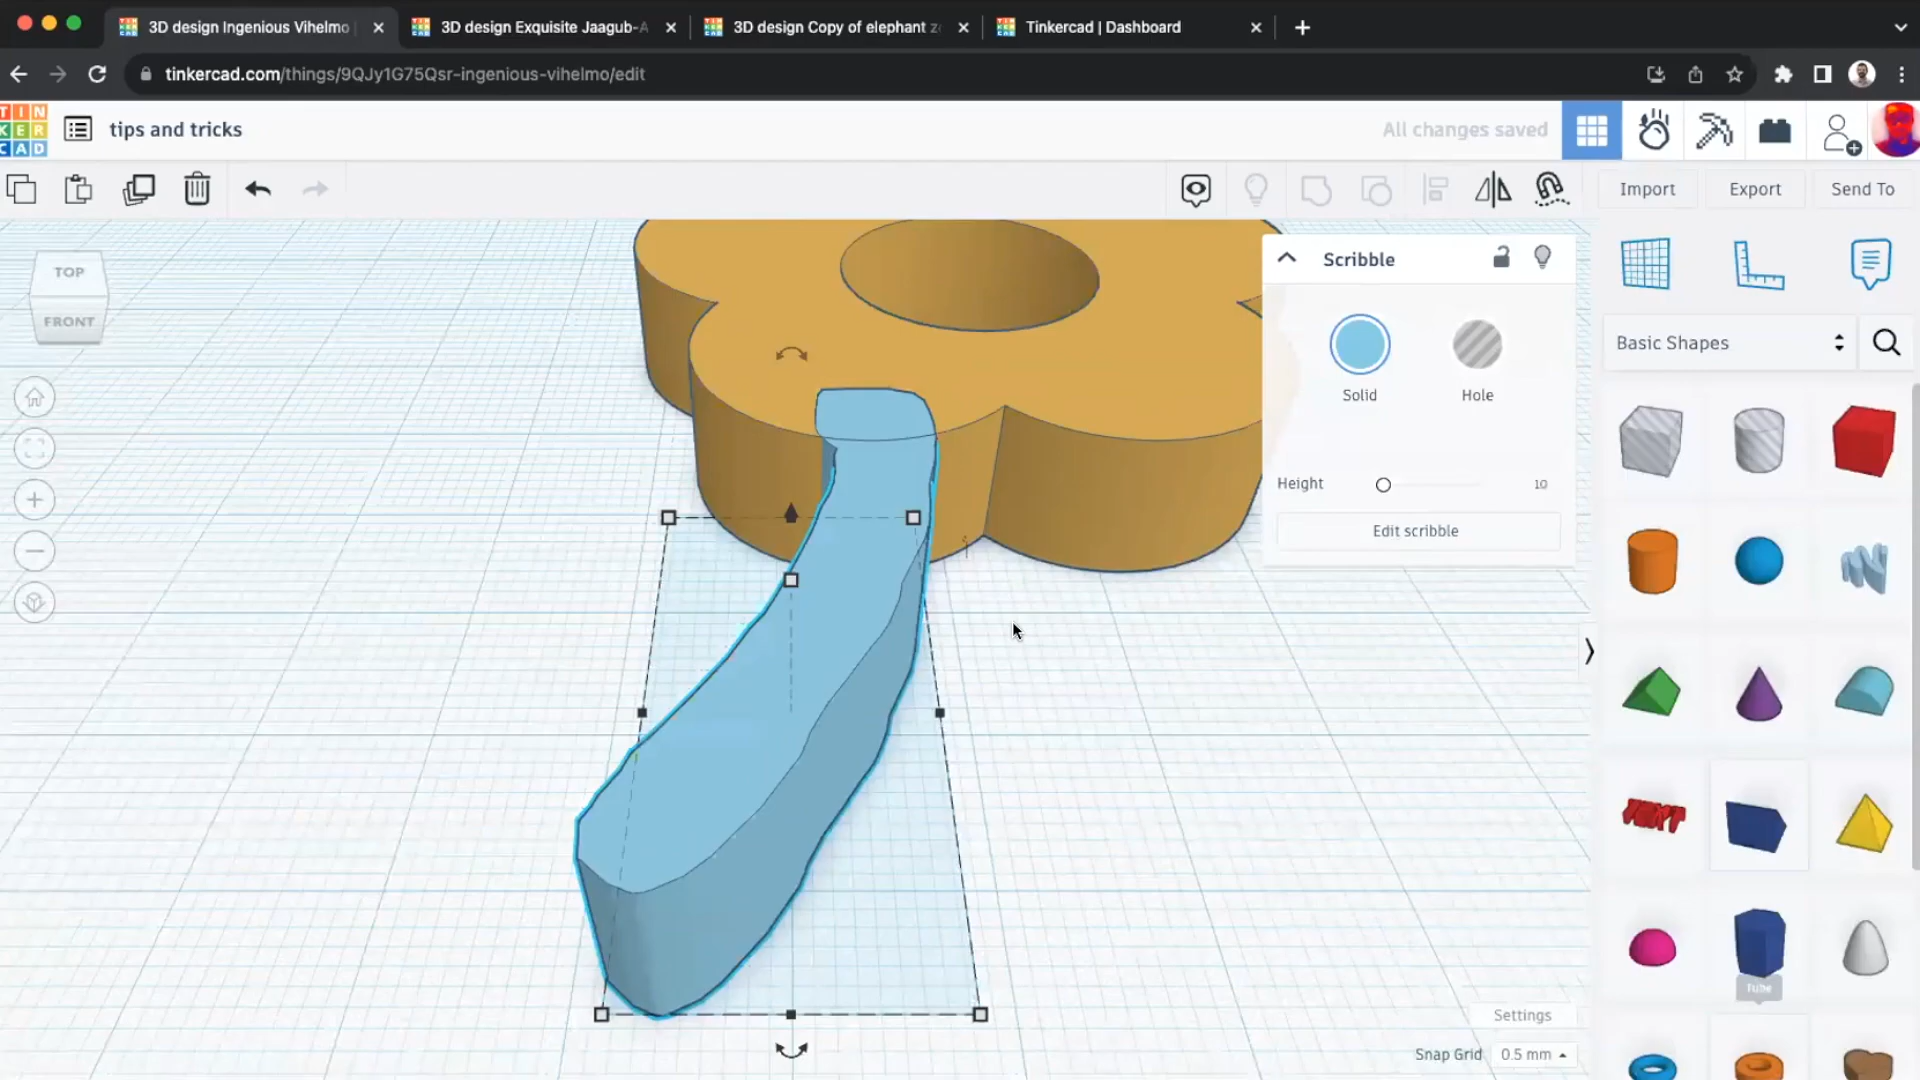 3D design Ingenious Vihelmo
3D design Exquisite Jaagub-A
3D design Copy of elephant z
Tinkercad | Dashboard
tinkercad.com/things/9QJy1G75Qsr-ingenious-vihelmo/edit
TIN
KER
CAD
tips and tricks
All changes saved
Import
Export
Send To
TOP
FRONT
Scribble
Solid
Hole
Height
10
Edit scribble
Basic Shapes
TEXT
Tube
Settings
Snap Grid
0.5 mm